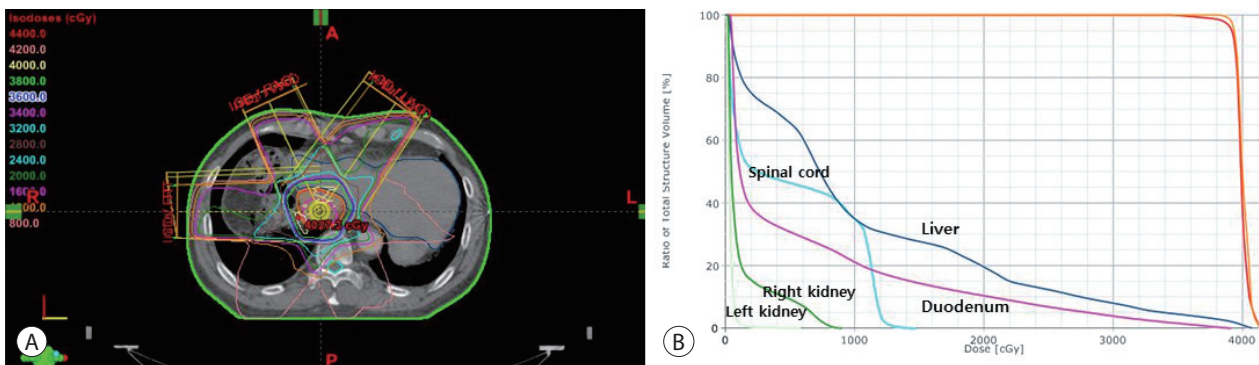 Isodoses (cGy)
4400.0
4200.0
4000.0
3800.0
3600.0
3400.0
3200.0
2800.0
2400.0
2000.0
800.0
A
R
L
P
A
100
80
60
40
20
0
Ratio of Total Structure Volume [%]
Spinal cord
Liver
Right kidney
Left kidney
Duodenum
0
1000
2000
3000
4000
Dose [cGy]
B